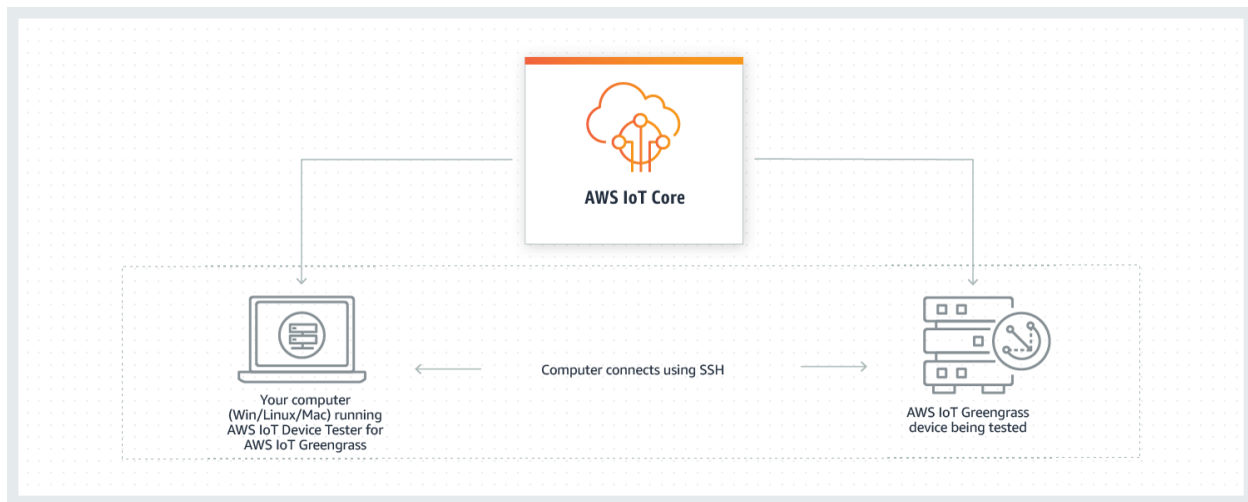 AWS IoT Core
Computer connects using SSH
Your computer
(Win/Linux/Mac) running
AWS IoT Device Tester for
AWS IoT Greengrass
AWS IoT Greengrass
device being tested